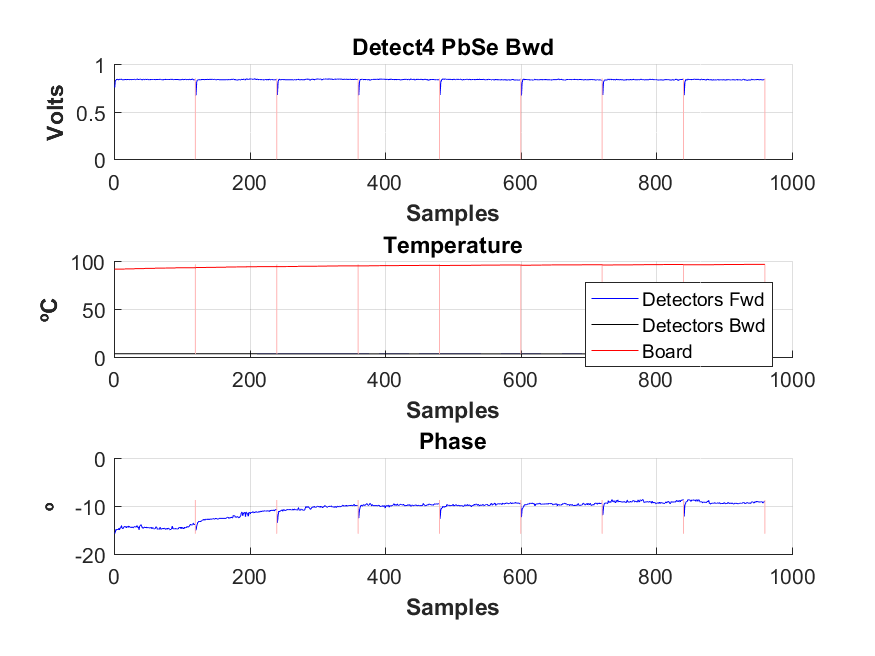 Detect4 PbSe Bwd
1
0.5
0
Volts
0 200 400 600 800 1000
Samples
Temperature
100
50
0
ºC
Detectors Fwd
Detectors Bwd
Board
0 200 400 600 800 1000
Samples
Phase
0
-10
-20
º
0 200 400 600 800 1000
Samples